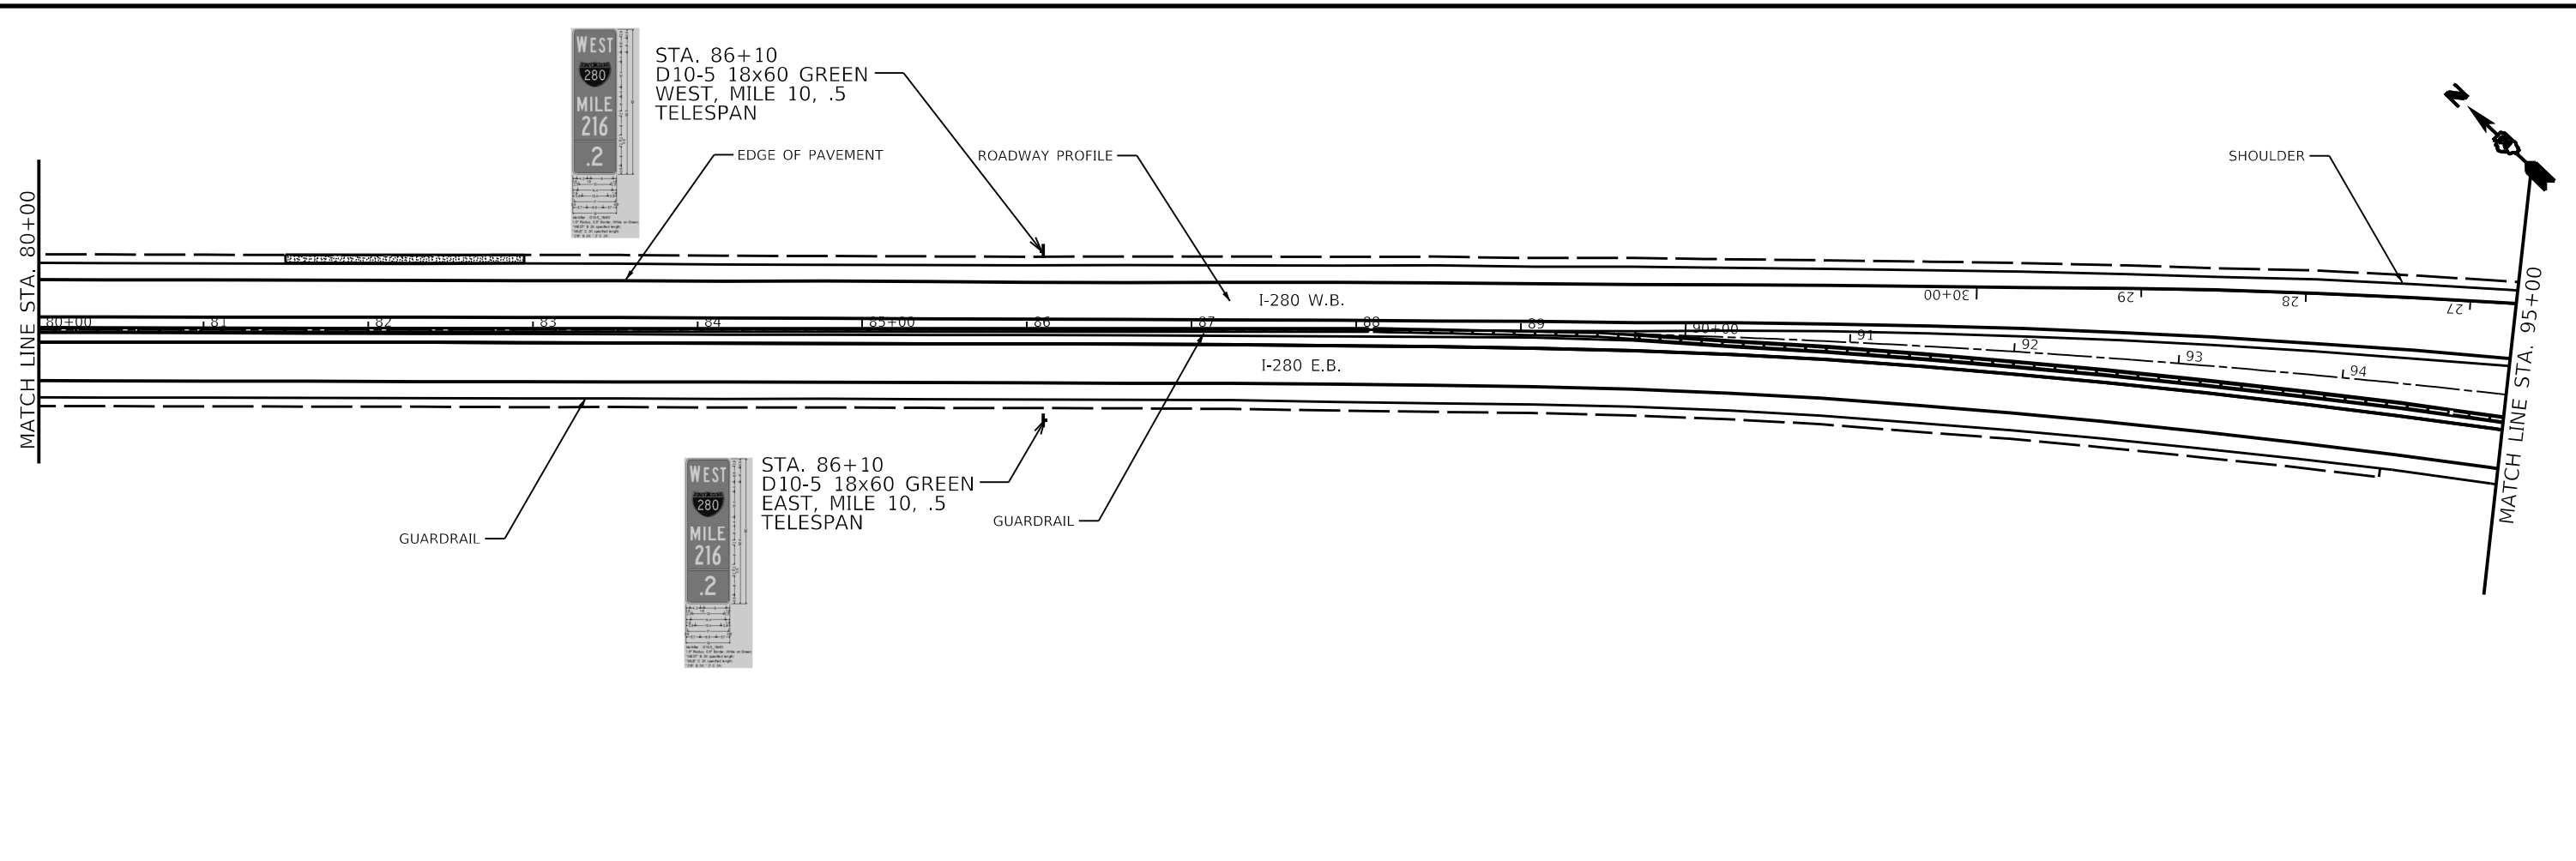 WEST
280
MILE
216
.2
STA. 86+10
D10-5 18x60 GREEN
WEST, MILE 10, .5
TELESPAN
EDGE OF PAVEMENT
ROADWAY PROFILE
SHOULDER
N
MATCH LINE STA. 80+00
I-280 W.B.
30+00
29
28
27
80+00
81
82
83
84
85+00
86
87
88
89
90+00
91
92
93
94
I-280 E.B.
MATCH LINE STA. 95+00
WEST
280
MILE
216
.2
STA. 86+10
D10-5 18x60 GREEN
EAST, MILE 10, .5
TELESPAN
GUARDRAIL
GUARDRAIL